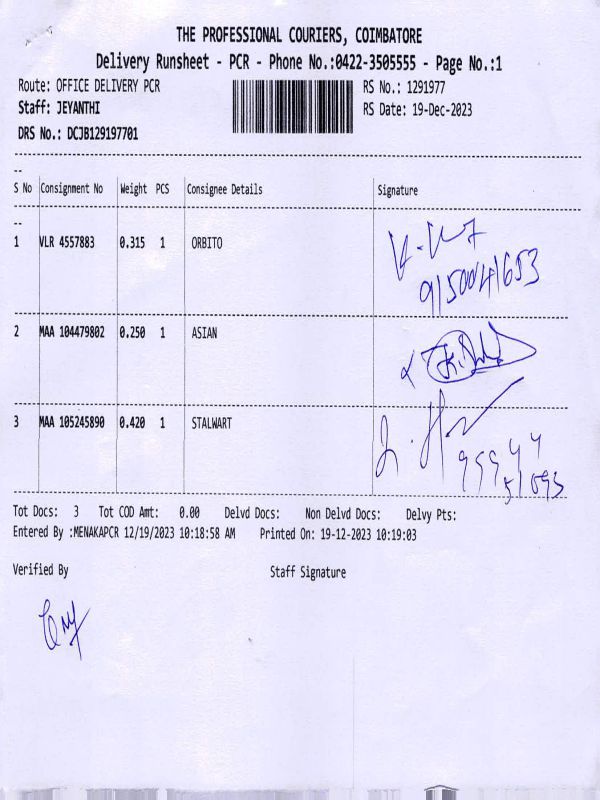 THE PROFESSIONAL COURIERS, COIMBATORE
Delivery Runsheet - PCR - Phone No.:0422-3505555 - Page No.:1
Route: OFFICE DELIVERY PCR RS No.: 1291977
Staff: JEYANTHI RS Date: 19-Dec-2023
DRS No.: DCJB129197701
--
S No Consignment No Weight PCS Consignee Details Signature
--
1 VLR 4557883 0.315 1 ORBITO
9150041653
2 MAA 104479802 0.250 1 ASIAN
3 MAA 105245890 0.420 1 STALWART
Tot Docs: 3 Tot COD Amt: 0.00 Delvd Docs: Non Delvd Docs: Delvy Pts:
Entered By :MENAKAPCR 12/19/2023 10:18:58 AM Printed On: 19-12-2023 10:19:03
Verified By Staff Signature